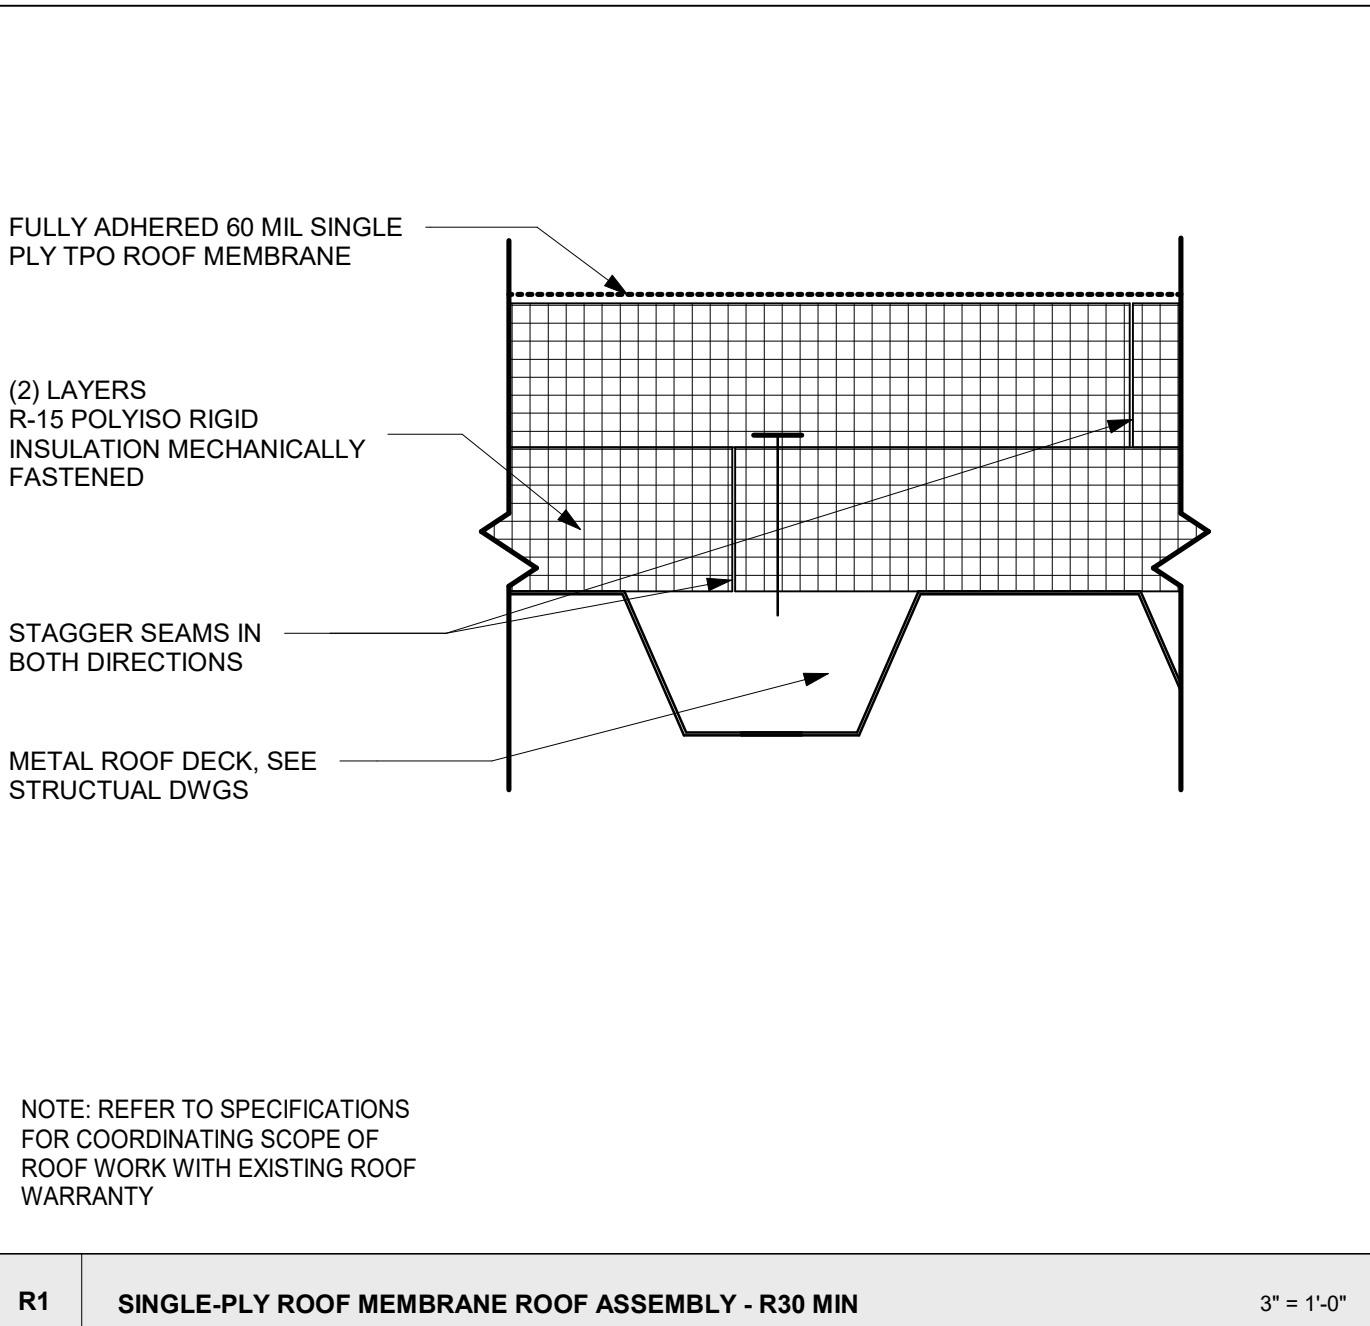 FULLY ADHERED 60 MIL SINGLE
PLY TPO ROOF MEMBRANE
(2) LAYERS
R-15 POLYISO RIGID
INSULATION MECHANICALLY
FASTENED
STAGGER SEAMS IN
BOTH DIRECTIONS
METAL ROOF DECK, SEE
STRUCTUAL DWGS
NOTE: REFER TO SPECIFICATIONS
FOR COORDINATING SCOPE OF
ROOF WORK WITH EXISTING ROOF
WARRANTY
R1 SINGLE-PLY ROOF MEMBRANE ROOF ASSEMBLY - R30 MIN 3" = 1'-0"